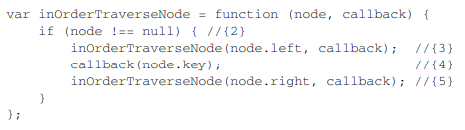 var inOrderTraverseNode = function (node, callback) {
    if (node !== null) { //{2}
        inOrderTraverseNode(node.left, callback);  //{3}
        callback(node.key);                        //{4}
        inOrderTraverseNode(node.right, callback); //{5}
    }
};